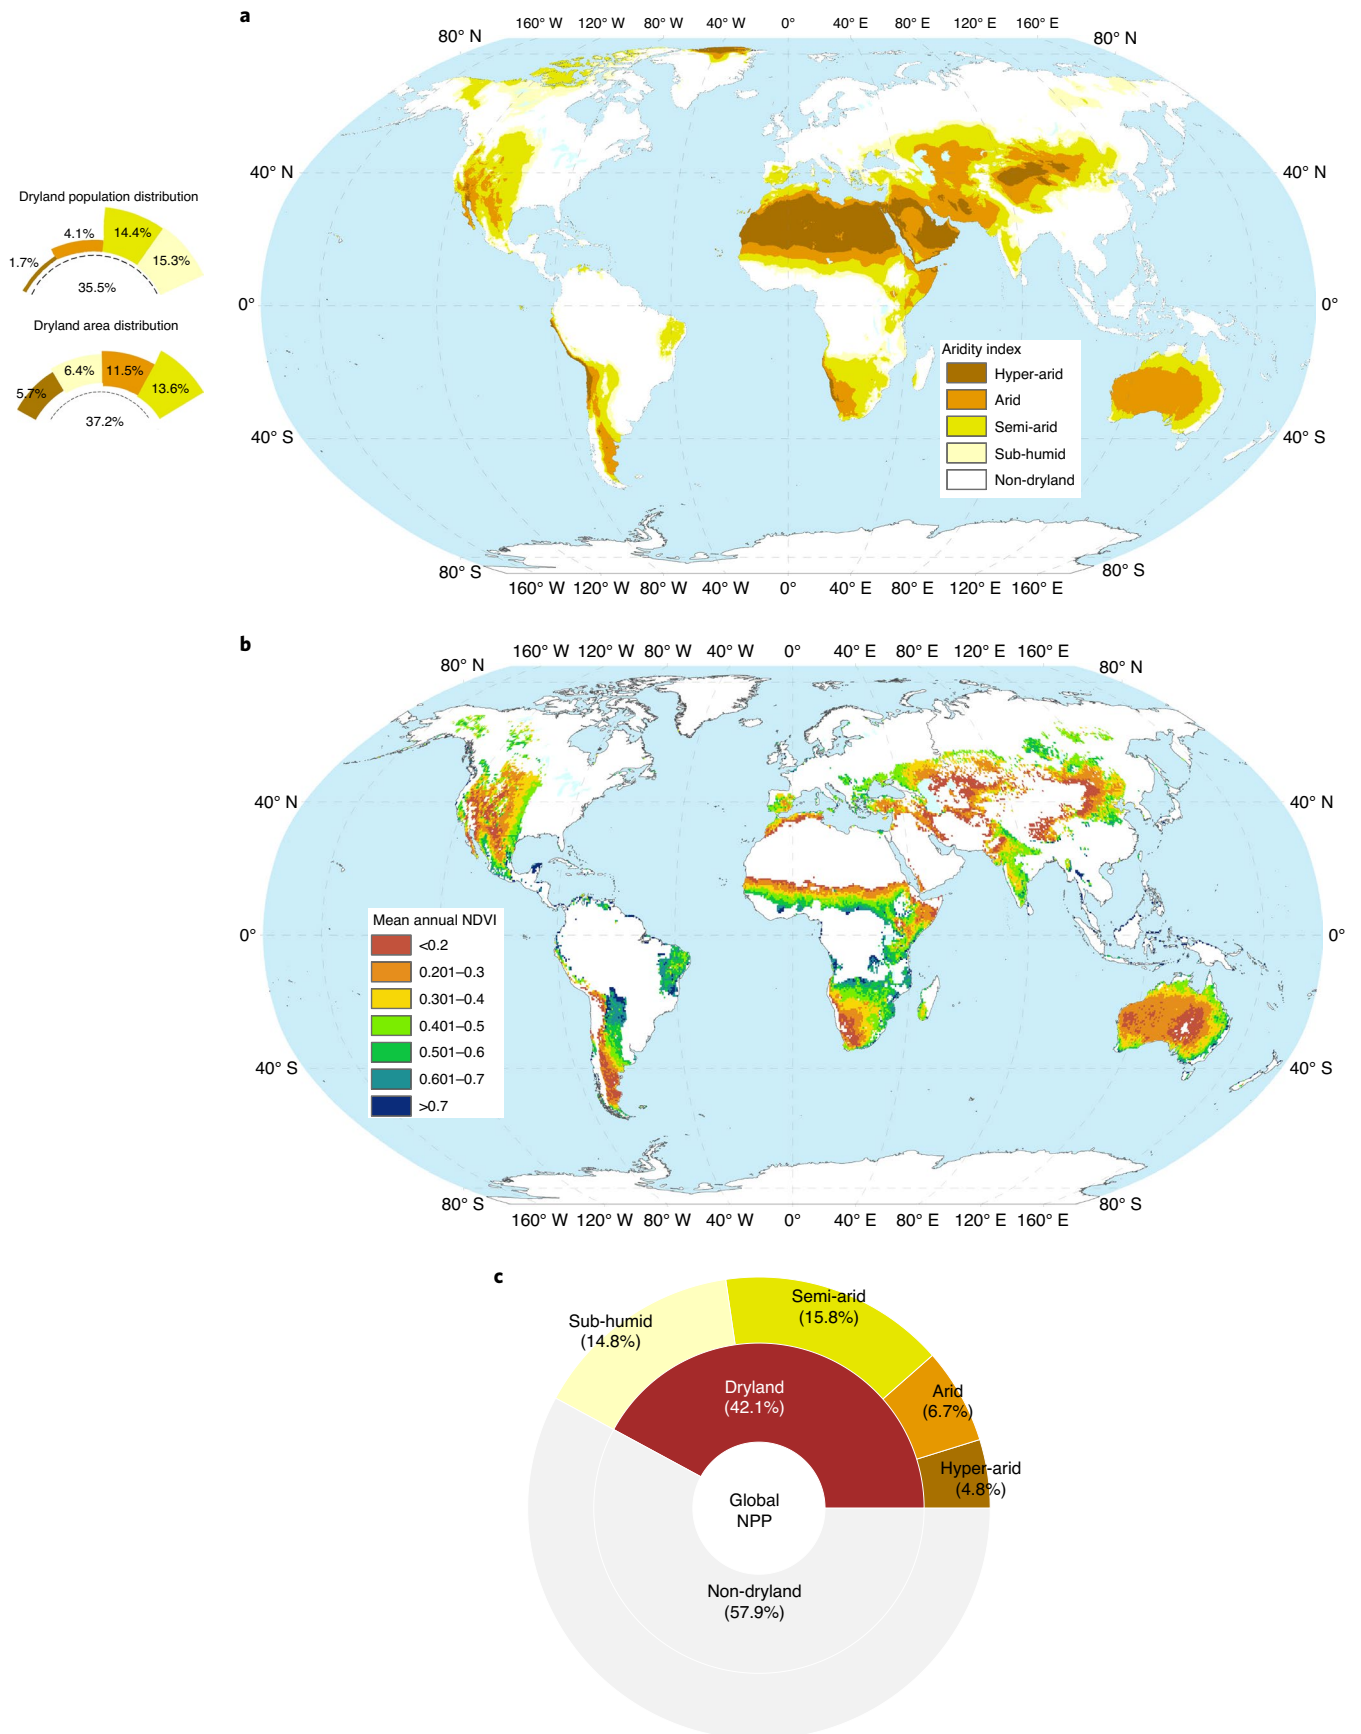 a
160° W 120° W 80° W 40° W 0° 40° E 80° E 120° E 160° E
80° N
80° N
40° N
40° N
0°
0°
40° S
40° S
80° S
80° S
160° W 120° W 80° W 40° W 0° 40° E 80° E 120° E 160° E
Dryland population distribution
1.7%
4.1%
14.4%
15.3%
35.5%
Dryland area distribution
5.7%
6.4%
11.5%
13.6%
37.2%
Aridity index
Hyper-arid
Arid
Semi-arid
Sub-humid
Non-dryland
b
160° W 120° W 80° W 40° W 0° 40° E 80° E 120° E 160° E
80° N
80° N
40° N
40° N
0°
0°
40° S
40° S
80° S
80° S
160° W 120° W 80° W 40° W 0° 40° E 80° E 120° E 160° E
Mean annual NDVI
<0.2
0.201–0.3
0.301–0.4
0.401–0.5
0.501–0.6
0.601–0.7
>0.7
c
Sub-humid
(14.8%)
Semi-arid
(15.8%)
Arid
(6.7%)
Hyper-arid
(4.8%)
Dryland
(42.1%)
Global
NPP
Non-dryland
(57.9%)